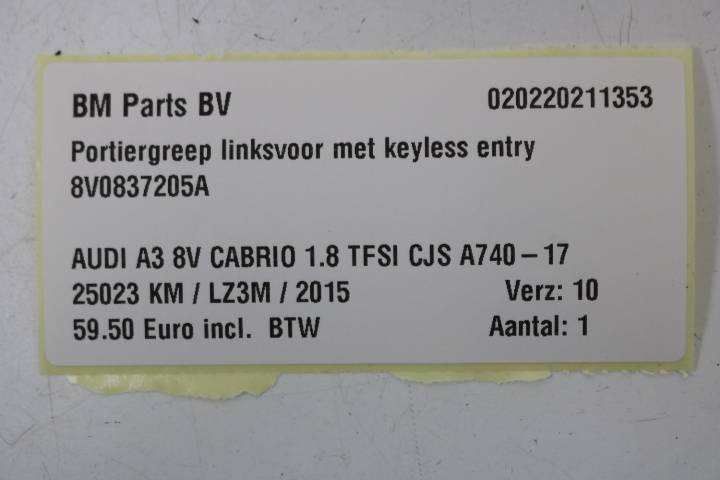 BM Parts BV 020220211353
Portiergreep linksvoor met keyless entry
8V0837205A
AUDI A3 8V CABRIO 1.8 TFSI CJS A740-17
25023 KM / LZ3M / 2015 Verz: 10
59.50 Euro incl. BTW Aantal: 1